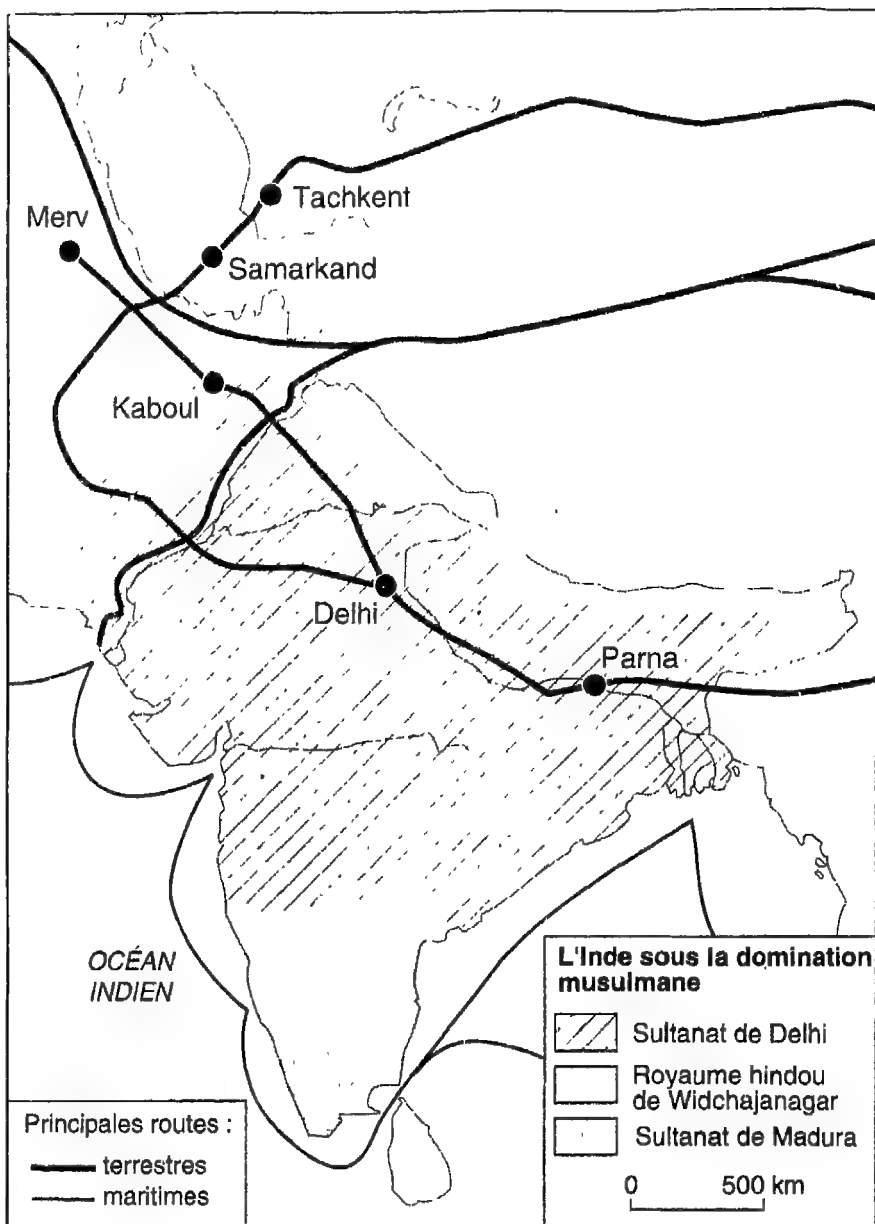 Tachkent
Merv
Samarkand
Kaboul
Delhi
Parna
OCÉAN
INDIEN
L'Inde sous la domination
musulmane
Sultanat de Delhi
Royaume hindou
de Widchajanagar
Sultanat de Madura
0 500 km
Principales routes :
terrestres
maritimes